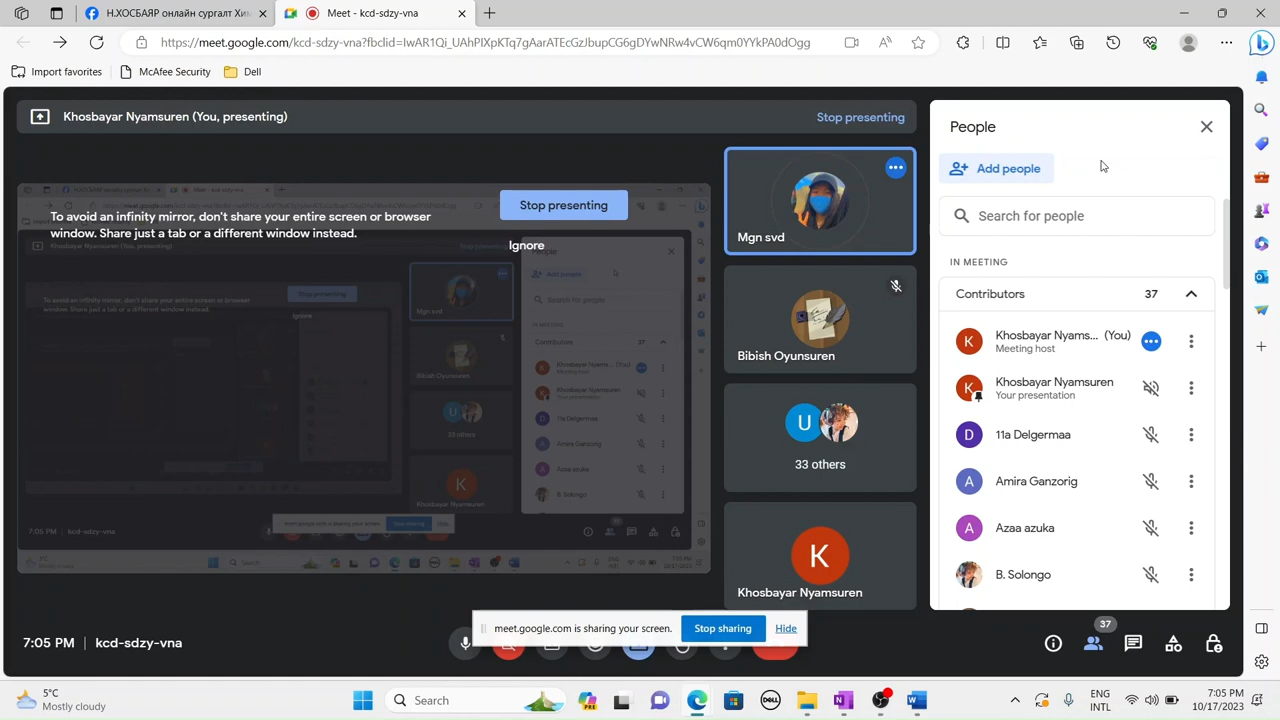 Н.ХОСБАЯР онлайн сургалт Хим
Meet - kcd-sdzy-vna
https://meet.google.com/kcd-sdzy-vna?fbclid=IwAR1Qi_UAhPIXpKTq7gAarATEcGzJbupCG6gDYwNRw4vCW6qm0YYkPA0dOgg
Import favorites
McAfee Security
Dell
Khosbayar Nyamsuren (You, presenting)
Stop presenting
To avoid an infinity mirror, don't share your entire screen or browser
window. Share just a tab or a different window instead.
Stop presenting
Ignore
Mgn svd
Bibish Oyunsuren
U
33 others
K
Khosbayar Nyamsuren
People
Add people
Search for people
IN MEETING
Contributors
37
K
Khosbayar Nyams... (You)
Meeting host
K
Khosbayar Nyamsuren
Your presentation
D
11a Delgermaa
A
Amira Ganzorig
A
Azaa azuka
B. Solongo
meet.google.com is sharing your screen.
Stop sharing
Hide
7:05 PM
kcd-sdzy-vna
37
5°C
Mostly cloudy
Search
PRE
DELL
ENG
INTL
7:05 PM
10/17/2023